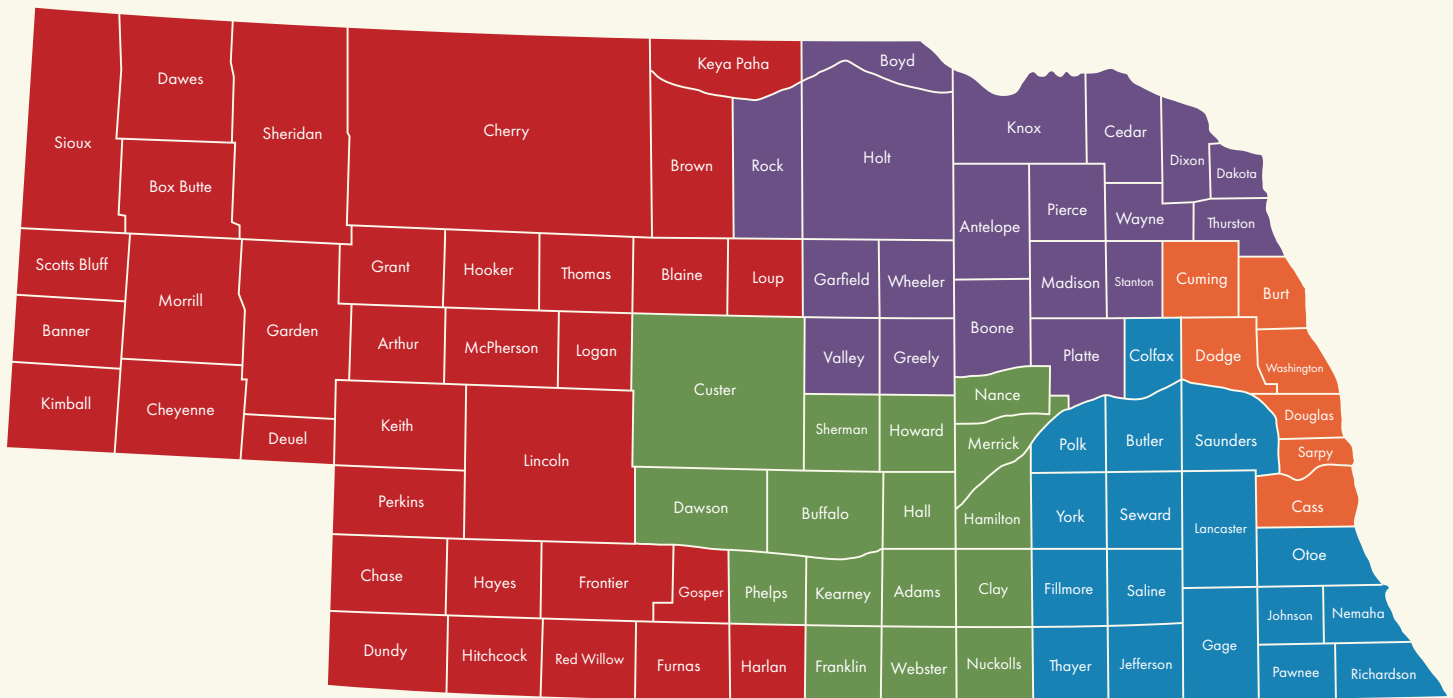 Keya Paha
Boyd
Dawes
Sheridan
Cherry
Knox
Cedar
Sioux
Brown
Rock
Holt
Dixon
Dakota
Box Butte
Antelope
Pierce
Wayne
Thurston
Scotts Bluff
Grant
Hooker
Thomas
Blaine
Loup
Garfield
Wheeler
Madison
Stanton
Cuming
Burt
Morrill
Banner
Garden
Arthur
McPherson
Logan
Custer
Valley
Greely
Boone
Platte
Colfax
Dodge
Washington
Kimball
Cheyenne
Deuel
Keith
Lincoln
Sherman
Howard
Nance
Merrick
Polk
Butler
Saunders
Douglas
Sarpy
Perkins
Dawson
Buffalo
Hall
Hamilton
York
Seward
Lancaster
Cass
Otoe
Chase
Hayes
Frontier
Gosper
Phelps
Kearney
Adams
Clay
Fillmore
Saline
Johnson
Nemaha
Dundy
Hitchcock
Red Willow
Furnas
Harlan
Franklin
Webster
Nuckolls
Thayer
Jefferson
Gage
Pawnee
Richardson